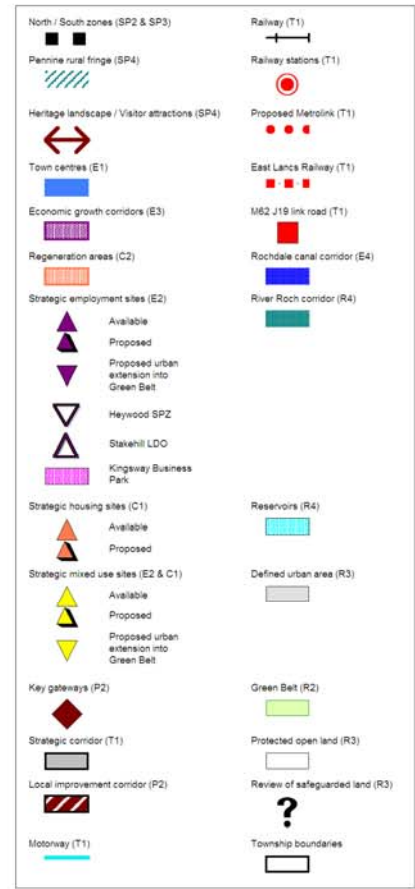 North / South zones (SP2 & SP3)
Pennine rural fringe (SP4)
Heritage landscape / Visitor attractions (SP4)
Town centres (E1)
Economic growth corridors (E3)
Regeneration areas (C2)
Strategic employment sites (E2)
Available
Proposed
Proposed urban
extension into
Green Belt
Heywood SPZ
Stakehill LDO
Kingsway Business
Park
Strategic housing sites (C1)
Available
Proposed
Strategic mixed use sites (E2 & C1)
Available
Proposed
Proposed urban
extension into
Green Belt
Key gateways (P2)
Strategic corridor (T1)
Local improvement corridor (P2)
Motorway (T1)
Railway (T1)
Railway stations (T1)
Proposed Metrolink (T1)
East Lancs Railway (T1)
M62 J19 link road (T1)
Rochdale canal corridor (E4)
River Roch corridor (R4)
Reservoirs (R4)
Defined urban area (R3)
Green Belt (R2)
Protected open land (R3)
Review of safeguarded land (R3)
?
Township boundaries